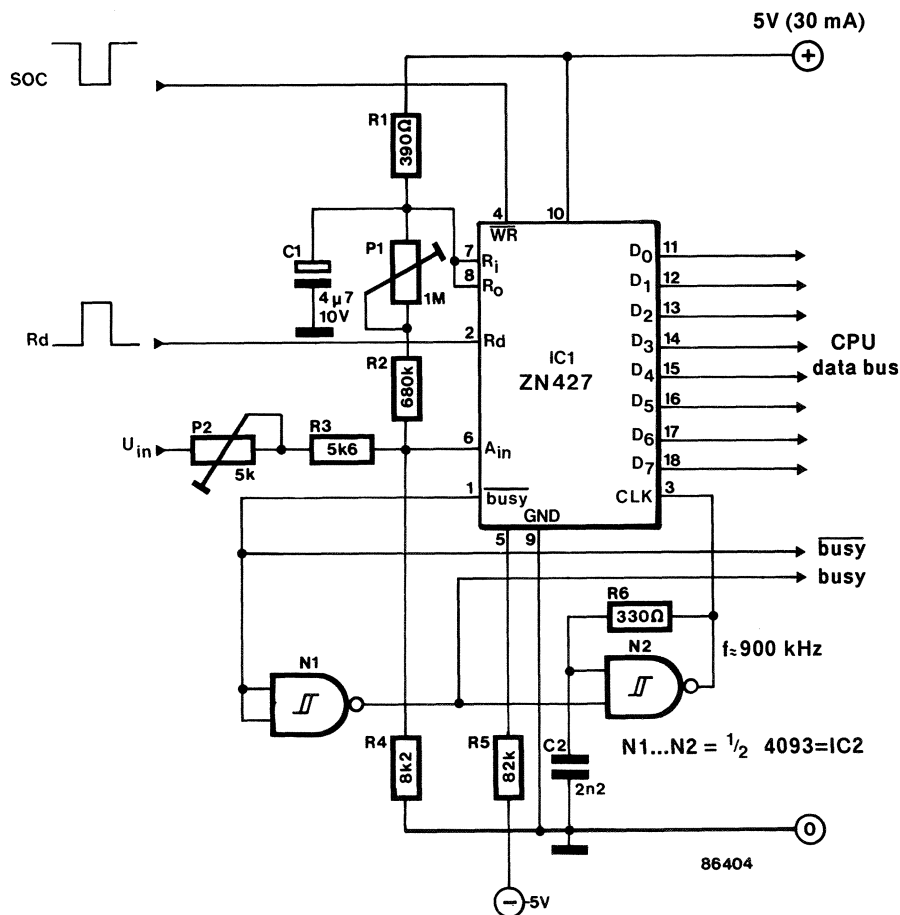 5V (30 mA)
+
SOC
R1
390Ω
4
10
WR
C1
4µ7
10V
P1
1M
7
Ri
8
Ro
D0 11
D1 12
D2 13
D3 14
D4 15
D5 16
D6 17
D7 18
CPU
data bus
Rd
2
Rd
IC1
ZN427
R2
680k
Uin
P2
5k
R3
5k6
6
Ain
1
busy
CLK
3
GND
5
9
busy
busy
R6
330Ω
N1
N2
f≈900 kHz
R4
8k2
R5
82k
C2
2n2
N1...N2 = 1/2 4093=IC2
0
86404
− -5V